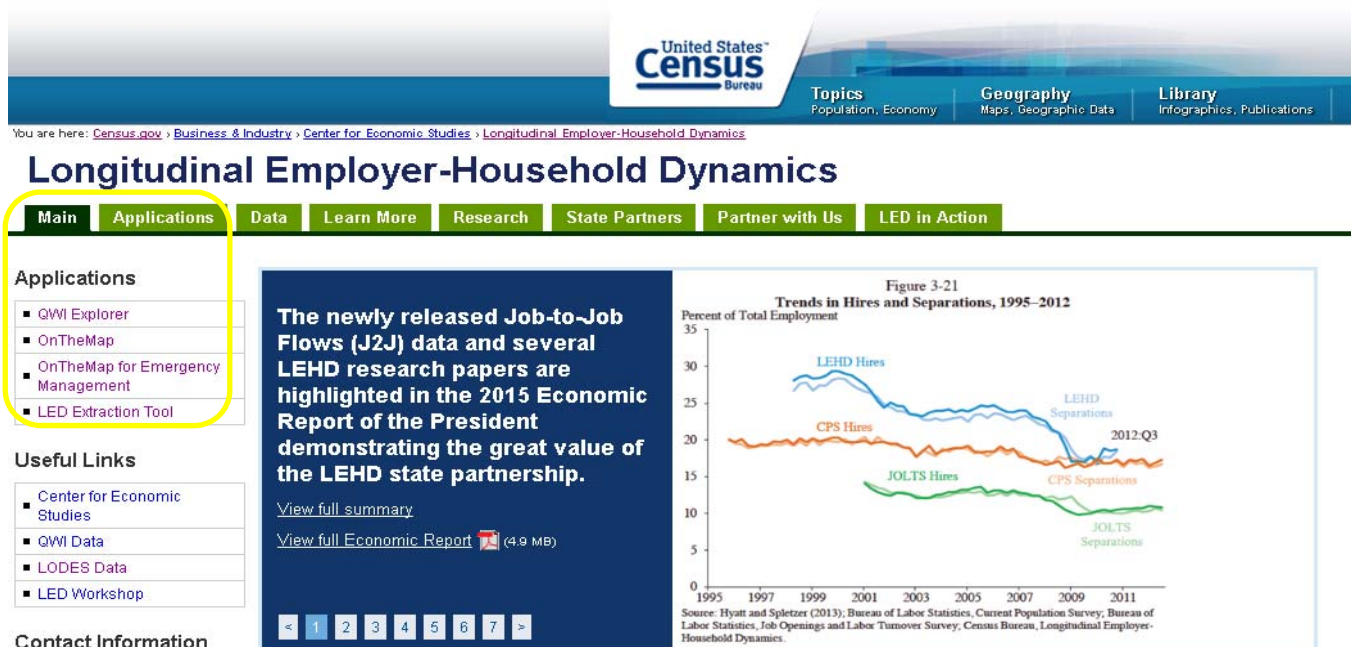 United States™
Census
Bureau
Topics
Population, Economy
Geography
Maps, Geographic Data
Library
Infographics, Publications
You are here: Census.gov › Business & Industry › Center for Economic Studies › Longitudinal Employer-Household Dynamics
Longitudinal Employer-Household Dynamics
Main Applications Data Learn More Research State Partners Partner with Us LED in Action
Applications
QWI Explorer
OnTheMap
OnTheMap for Emergency
Management
LED Extraction Tool
Useful Links
Center for Economic
Studies
QWI Data
LODES Data
LED Workshop
Contact Information
The newly released Job-to-Job
Flows (J2J) data and several
LEHD research papers are
highlighted in the 2015 Economic
Report of the President
demonstrating the great value of
the LEHD state partnership.
View full summary
View full Economic Report (4.9 MB)
< 1 2 3 4 5 6 7 >
Figure 3-21
Trends in Hires and Separations, 1995–2012
Percent of Total Employment
35
30
25
20
15
10
5
0
LEHD Hires
LEHD
Separations
CPS Hires
2012:Q3
JOLTS Hires
CPS Separations
JOLTS
Separations
1995 1997 1999 2001 2003 2005 2007 2009 2011
Source: Hyatt and Spletzer (2013); Bureau of Labor Statistics, Current Population Survey; Bureau of
Labor Statistics, Job Openings and Labor Turnover Survey; Census Bureau, Longitudinal Employer-
Household Dynamics.